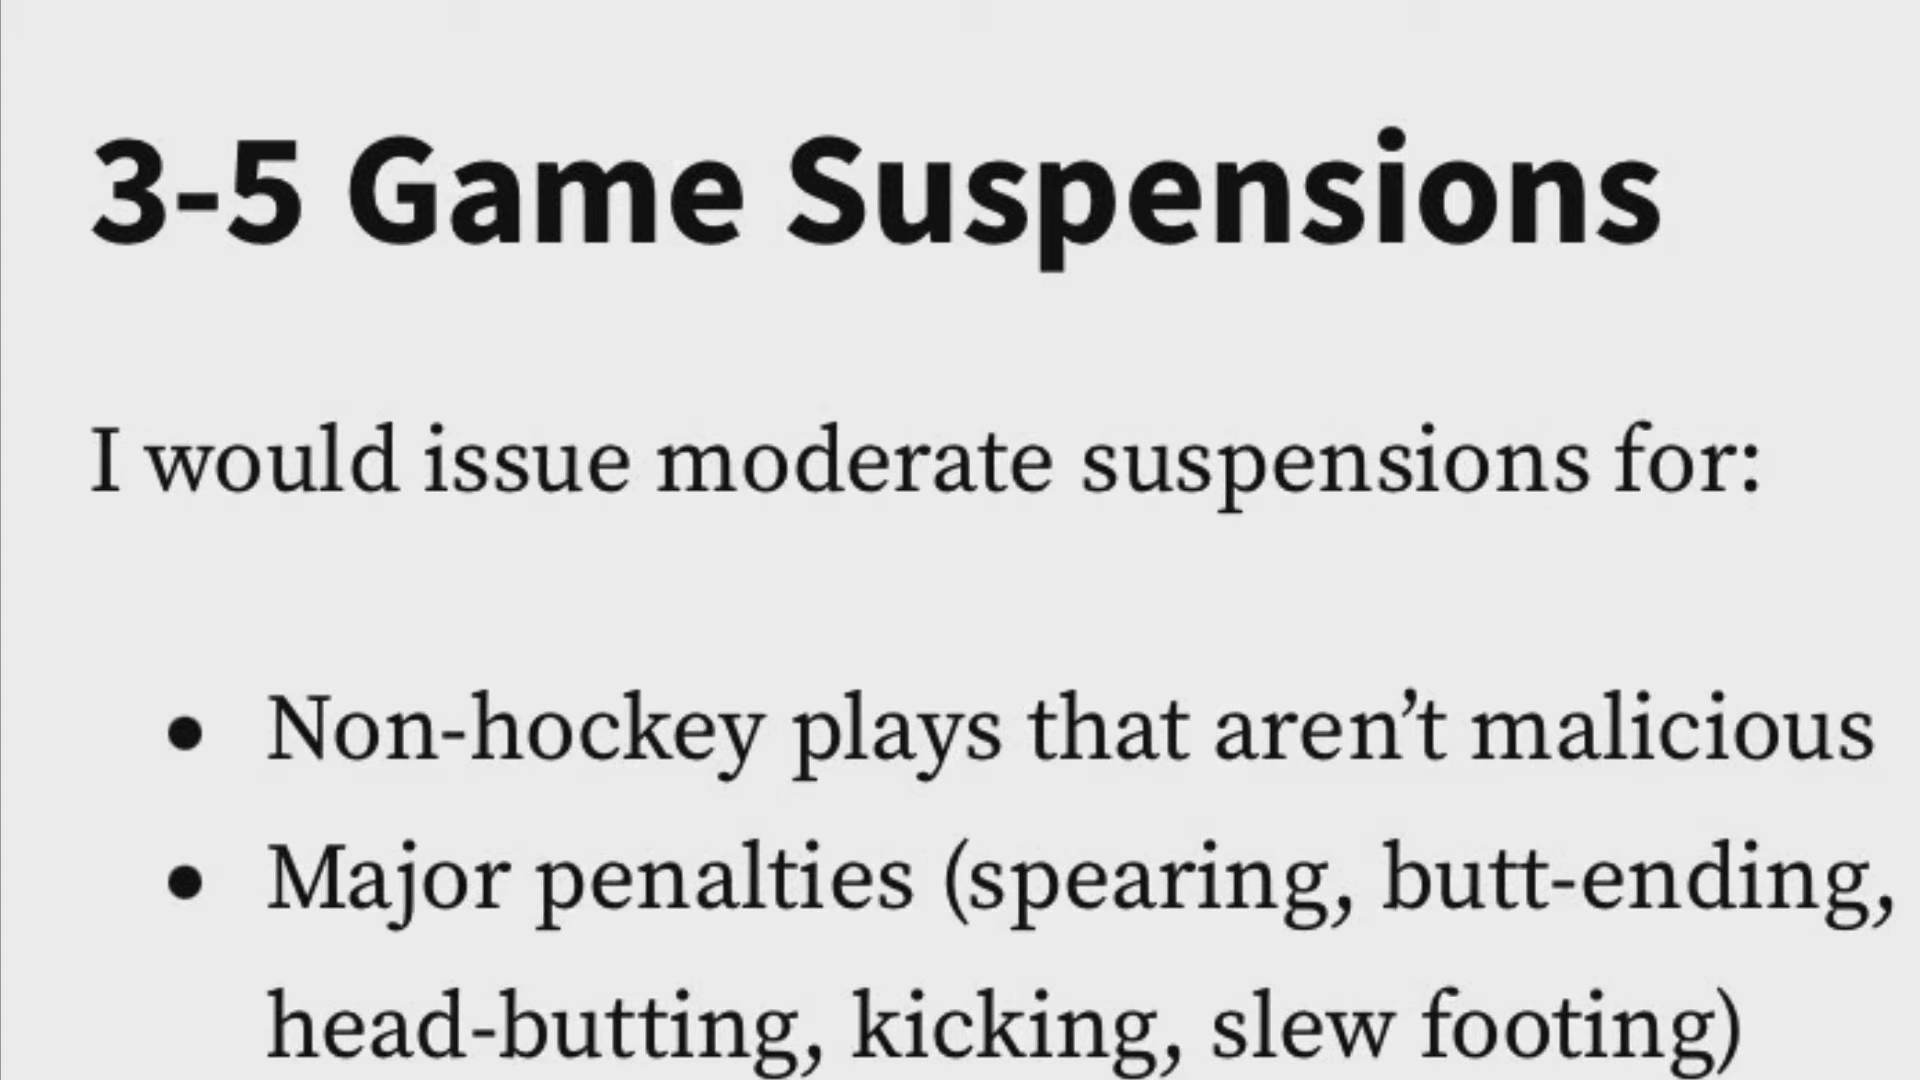 3-5 Game Suspensions
I would issue moderate suspensions for:
• Non-hockey plays that aren’t malicious
• Major penalties (spearing, butt-ending,
head-butting, kicking, slew footing)